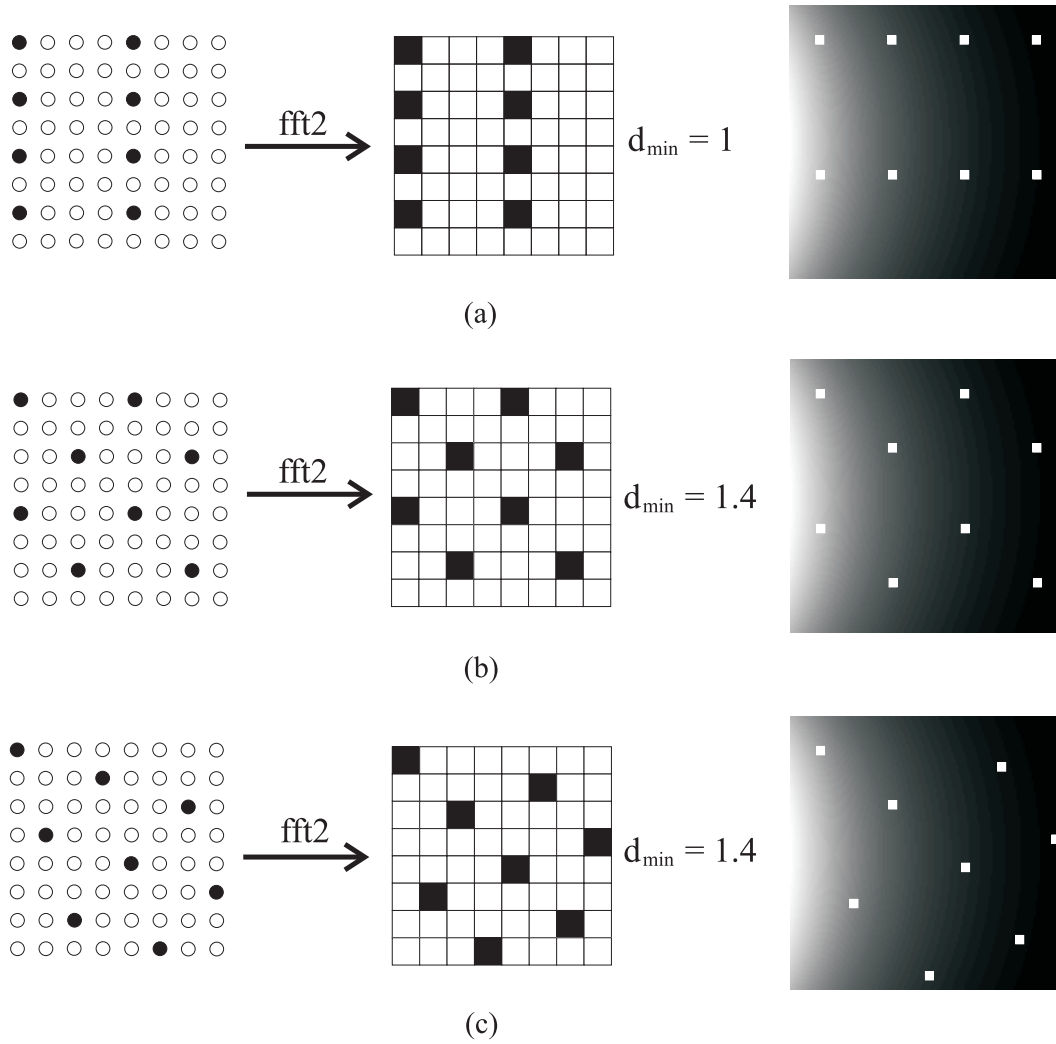 fft2
d_min = 1
(a)
fft2
d_min = 1.4
(b)
fft2
d_min = 1.4
(c)